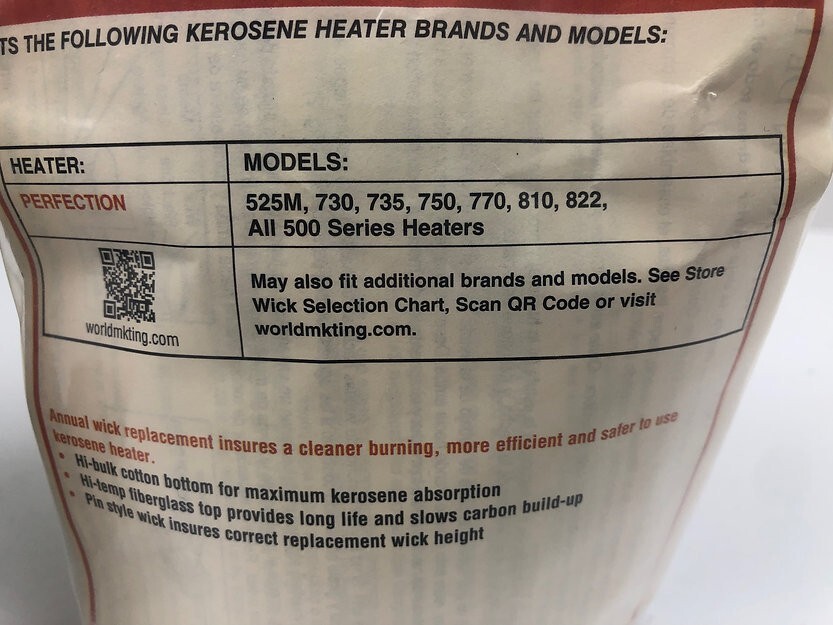 TS THE FOLLOWING KEROSENE HEATER BRANDS AND MODELS:
HEATER:
MODELS:
PERFECTION
525M, 730, 735, 750, 770, 810, 822,
All 500 Series Heaters
worldmkting.com
May also fit additional brands and models. See Store
Wick Selection Chart, Scan QR Code or visit
worldmkting.com.
Annual wick replacement insures a cleaner burning, more efficient and safer to use
kerosene heater.
• Hi-bulk cotton bottom for maximum kerosene absorption
• Hi-temp fiberglass top provides long life and slows carbon build-up
• Pin style wick insures correct replacement wick height